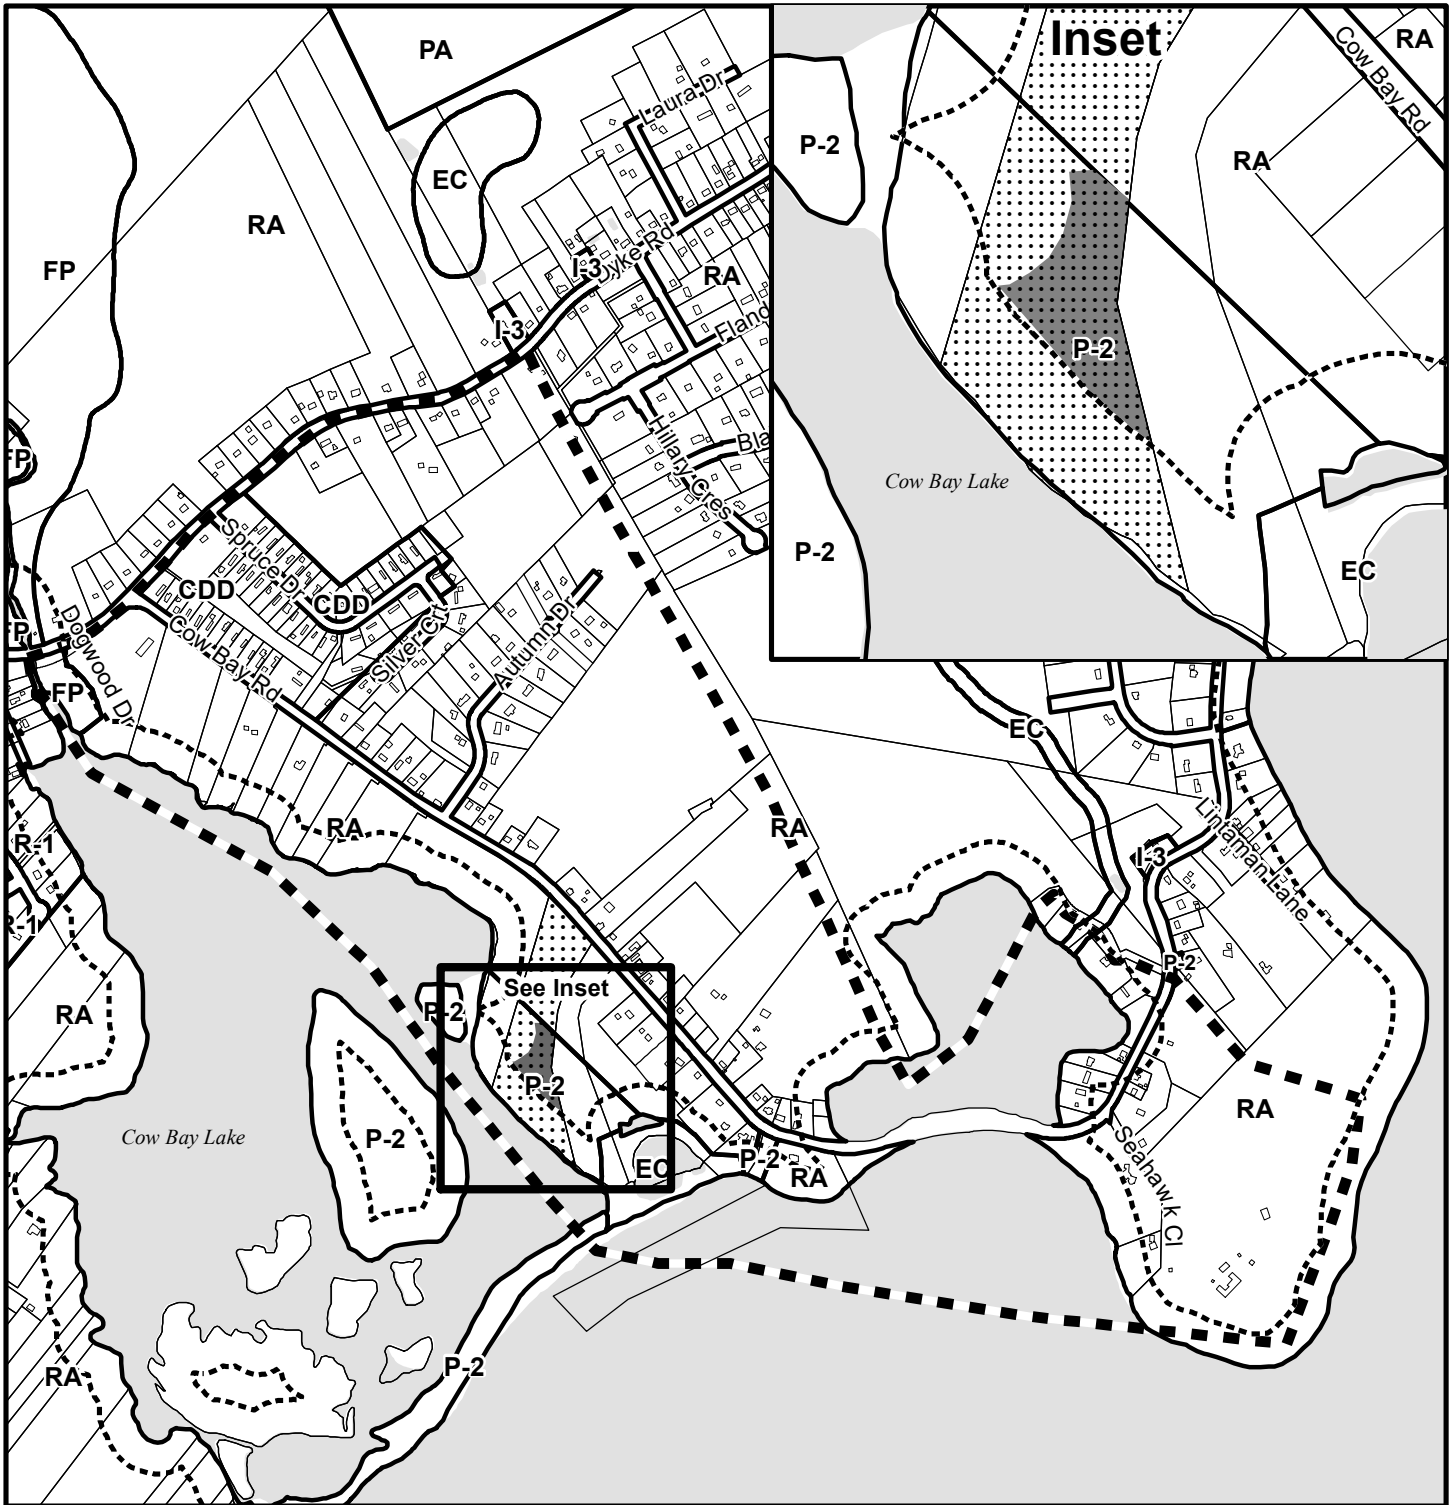 PA
Inset
RA
Cow Bay Rd
P-2
RA
EC
Laura Dr
RA
FP
I-3
Dyke Rd
RA
I-3
Fland
P-2
Hillary Cres
Bla
FP
Cow Bay Lake
P-2
EC
Spruce Dr
CDD
CDD
FP
Dogwood Dr
Cow Bay Rd
Silver Crt
Autumn Dr
FP
EC
RA
RA
Lintaman Lane
R-1
I-3
R-1
P-2
See Inset
P-2
RA
P-2
RA
Cow Bay Lake
P-2
Seahawk Cl
P-2
EC
RA
P-2
RA